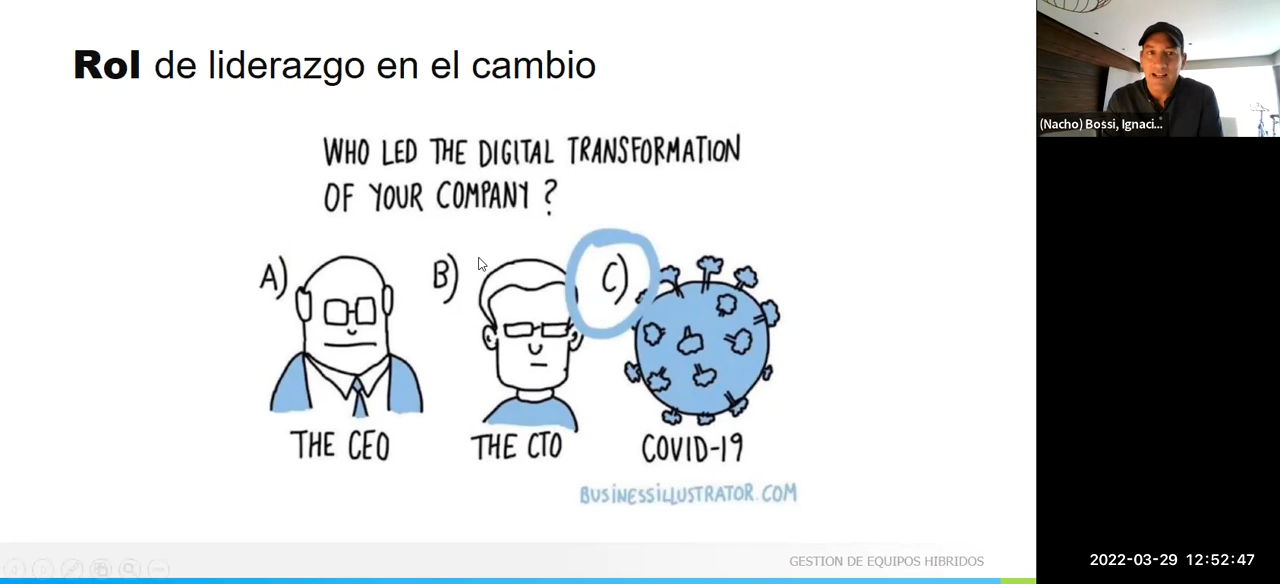 Rol de liderazgo en el cambio
WHO LED THE DIGITAL TRANSFORMATION
OF YOUR COMPANY?
A)
B)
C)
THE CEO
THE CTO
COVID-19
BUSINESSILLUSTRATOR.COM
GESTION DE EQUIPOS HIBRIDOS
(Nacho) Bossi, Ignaci...
2022-03-29 12:52:47